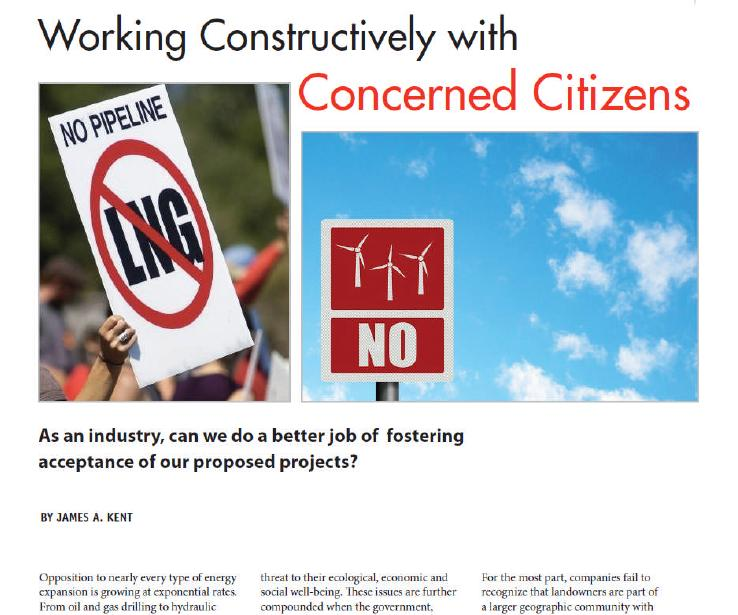 Working Constructively with
Concerned Citizens
NO PIPELINE
LNG
NO
As an industry, can we do a better job of fostering
acceptance of our proposed projects?
BY JAMES A. KENT
Opposition to nearly every type of energy
expansion is growing at exponential rates.
From oil and gas drilling to hydraulic
threat to their ecological, economic and
social well-being. These issues are further
compounded when the government,
For the most part, companies fail to
recognize that landowners are part of
a larger geographic community with